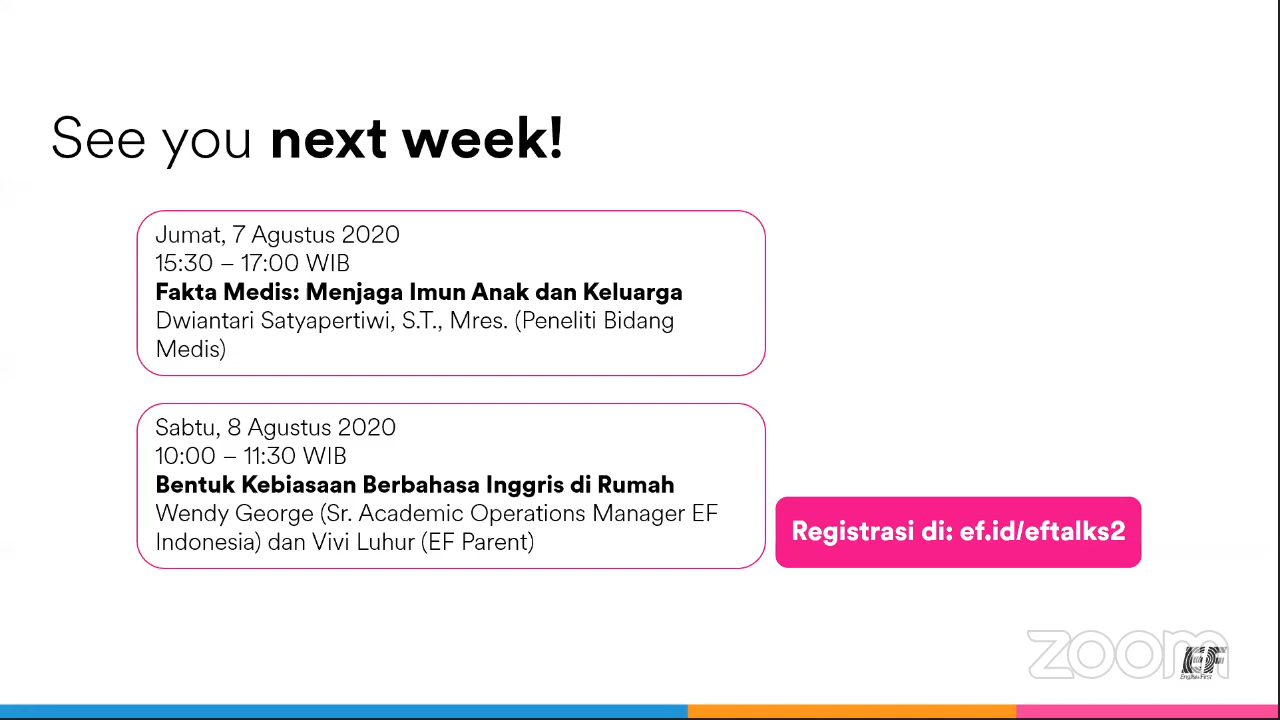 See you next week!
Jumat, 7 Agustus 2020
15:30 – 17:00 WIB
Fakta Medis: Menjaga Imun Anak dan Keluarga
Dwiantari Satyapertiwi, S.T., Mres. (Peneliti Bidang
Medis)
Sabtu, 8 Agustus 2020
10:00 – 11:30 WIB
Bentuk Kebiasaan Berbahasa Inggris di Rumah
Wendy George (Sr. Academic Operations Manager EF
Indonesia) dan Vivi Luhur (EF Parent)
Registrasi di: ef.id/eftalks2
zoom
EF
English First